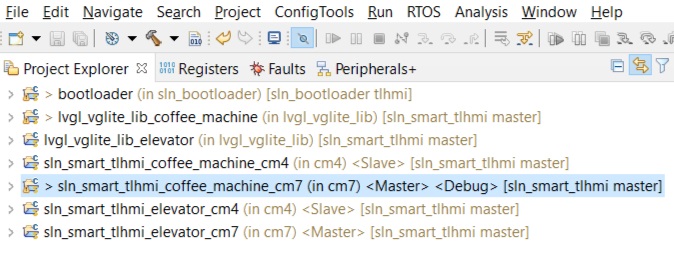 File Edit Navigate Search Project ConfigTools Run RTOS Analysis Window Help
Project Explorer Registers Faults Peripherals+
> bootloader (in sln_bootloader) [sln_bootloader tlhmi]
> lvgl_vglite_lib_coffee_machine (in lvgl_vglite_lib) [sln_smart_tlhmi master]
lvgl_vglite_lib_elevator (in lvgl_vglite_lib) [sln_smart_tlhmi master]
sln_smart_tlhmi_coffee_machine_cm4 (in cm4) <Slave> [sln_smart_tlhmi master]
> sln_smart_tlhmi_coffee_machine_cm7 (in cm7) <Master> <Debug> [sln_smart_tlhmi master]
sln_smart_tlhmi_elevator_cm4 (in cm4) <Slave> [sln_smart_tlhmi master]
sln_smart_tlhmi_elevator_cm7 (in cm7) <Master> [sln_smart_tlhmi master]